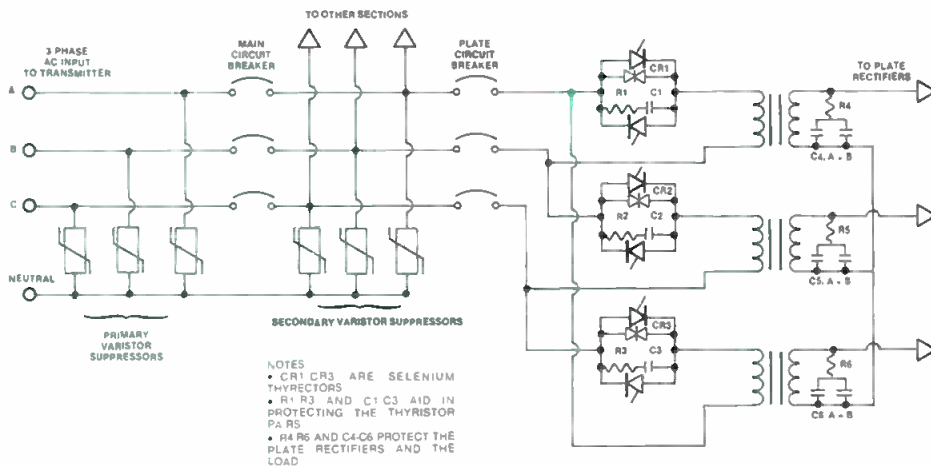 TO OTHER SECTIONS
3 PHASE
AC INPUT
TO TRANSMITTER
MAIN
CIRCUIT
BREAKER
PLATE
CIRCUIT
BREAKER
TO PLATE
RECTIFIERS
A
B
C
NEUTRAL
CR1
R1
C1
R4
C4, A - B
CR2
R2
C2
R5
C5, A - B
CR3
R3
C3
R6
C6 A - B
PRIMARY
VARISTOR
SUPPRESSORS
SECONDARY VARISTOR SUPPRESSORS
NOTES
• CR1 CR3 ARE SELENIUM
THYRECTORS
• R1 R3 AND C1 C3 AID IN
PROTECTING THE THYRISTOR
PAIRS
• R4 R6 AND C4-C6 PROTECT THE
PLATE RECTIFIERS AND THE
LOAD